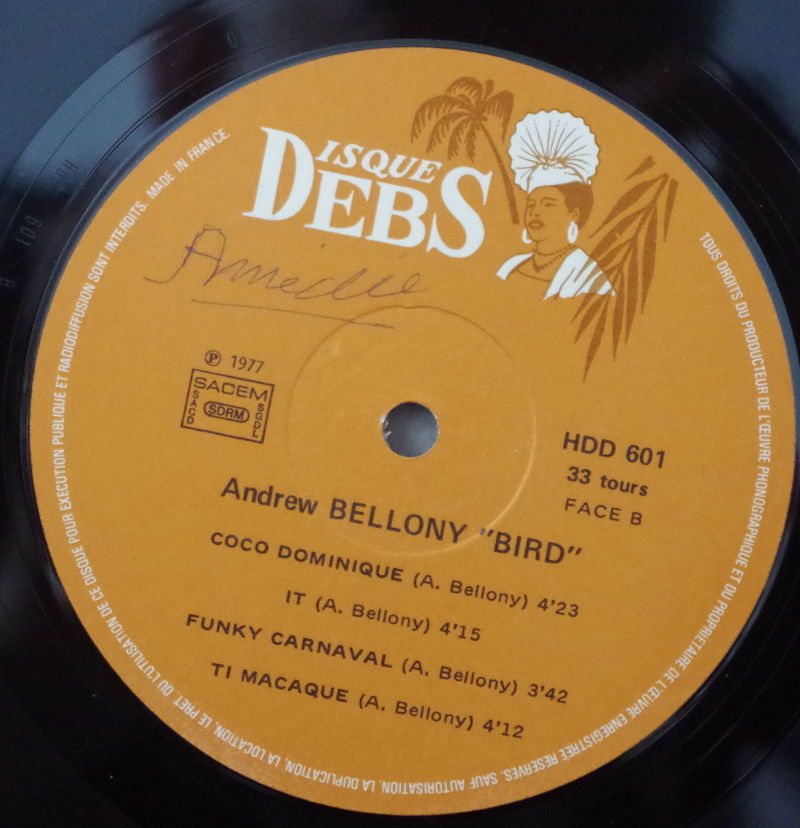 DISQUE
DEBS
Amédée
℗ 1977
SACEM
SACD
SDRM
SGDL
HDD 601
33 tours
FACE B
Andrew BELLONY "BIRD"
COCO DOMINIQUE (A. Bellony) 4'23
IT (A. Bellony) 4'15
FUNKY CARNAVAL (A. Bellony) 3'42
TI MACAQUE (A. Bellony) 4'12
TOUS DROITS DU PRODUCTEUR DE L'ŒUVRE PHONOGRAPHIQUE ET DU PROPRIETAIRE DE L'ŒUVRE ENREGISTREE RESERVES. SAUF AUTORISATION, LA DUPLICATION, LA LOCATION, LE PRET, OU L'UTILISATION DE CE DISQUE POUR EXECUTION PUBLIQUE ET RADIODIFFUSION SONT INTERDITS. MADE IN FRANCE.